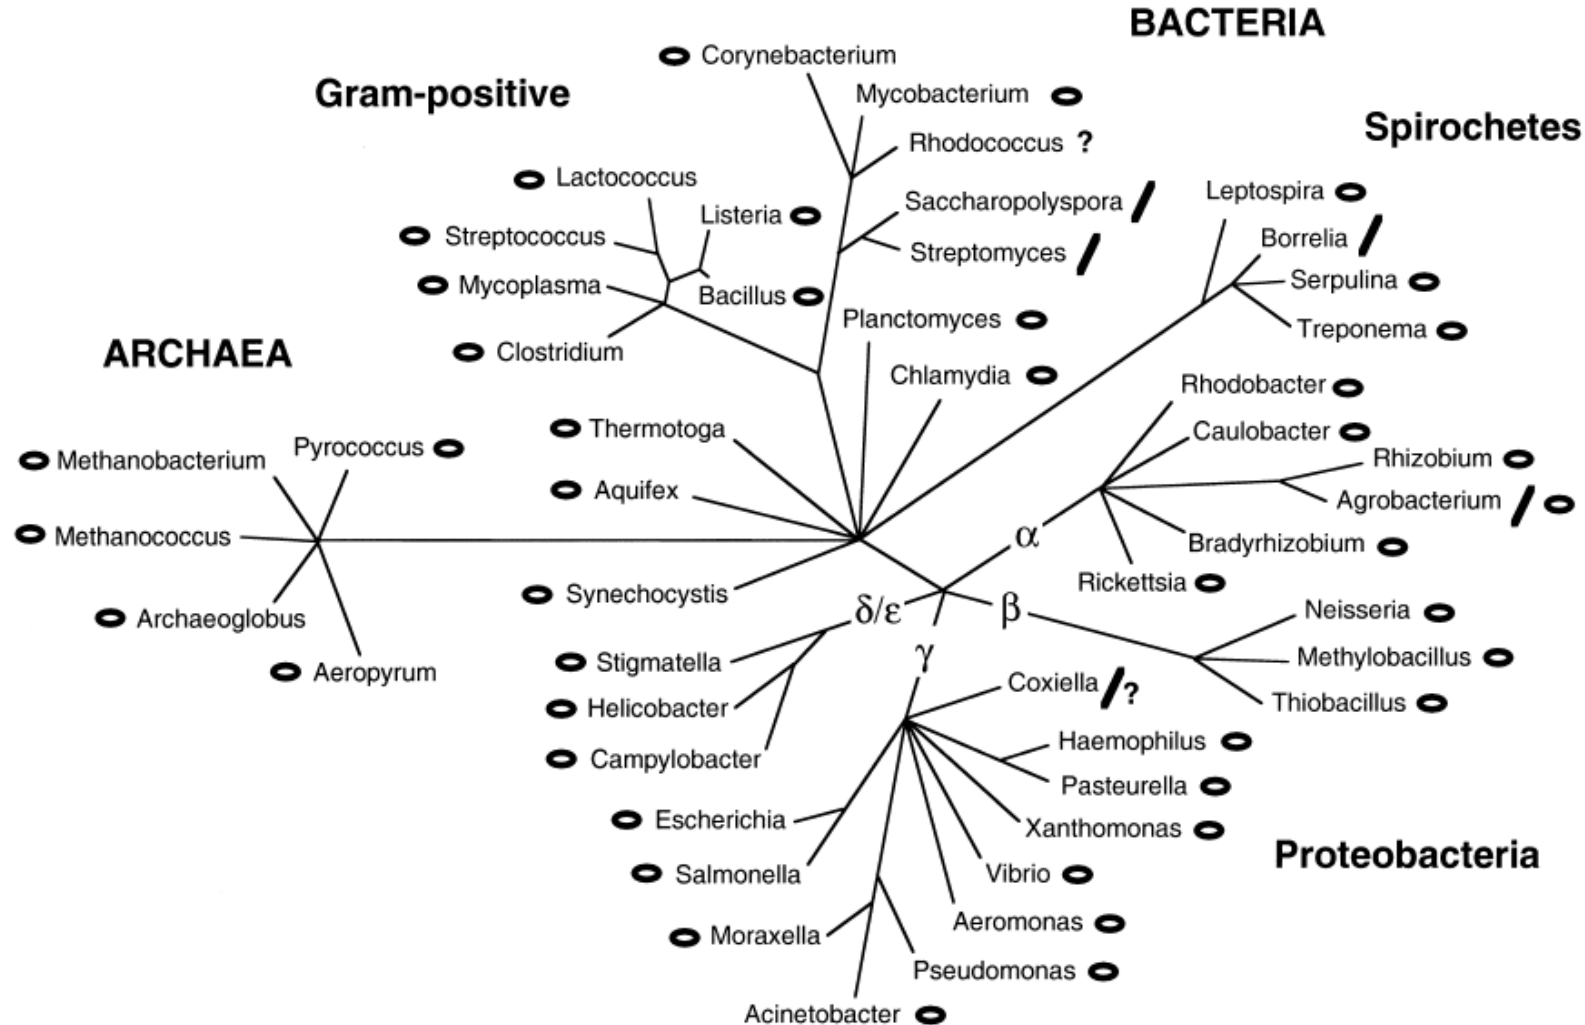 BACTERIA
Corynebacterium
Gram-positive
Mycobacterium
Spirochetes
Rhodococcus ?
Lactococcus
Leptospira
Saccharopolyspora
Listeria
Streptococcus
Borrelia
Streptomyces
Serpulina
Mycoplasma
Bacillus
Planctomyces
Treponema
ARCHAEA
Clostridium
Chlamydia
Rhodobacter
Thermotoga
Caulobacter
Pyrococcus
Methanobacterium
Rhizobium
Aquifex
Agrobacterium
Methanococcus
α
Bradyrhizobium
Rickettsia
Synechocystis
δ/ε
β
Neisseria
Archaeoglobus
γ
Methylobacillus
Stigmatella
Aeropyrum
Coxiella ?
Thiobacillus
Helicobacter
Haemophilus
Campylobacter
Pasteurella
Escherichia
Xanthomonas
Proteobacteria
Salmonella
Vibrio
Aeromonas
Moraxella
Pseudomonas
Acinetobacter